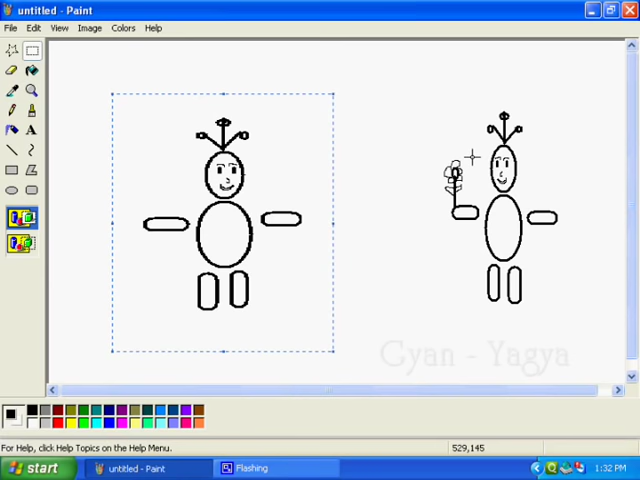 untitled - Paint
File Edit View Image Colors Help
A
Gyan - Yagya
For Help, click Help Topics on the Help Menu.
529,145
start
untitled - Paint
Flashing
1:32 PM